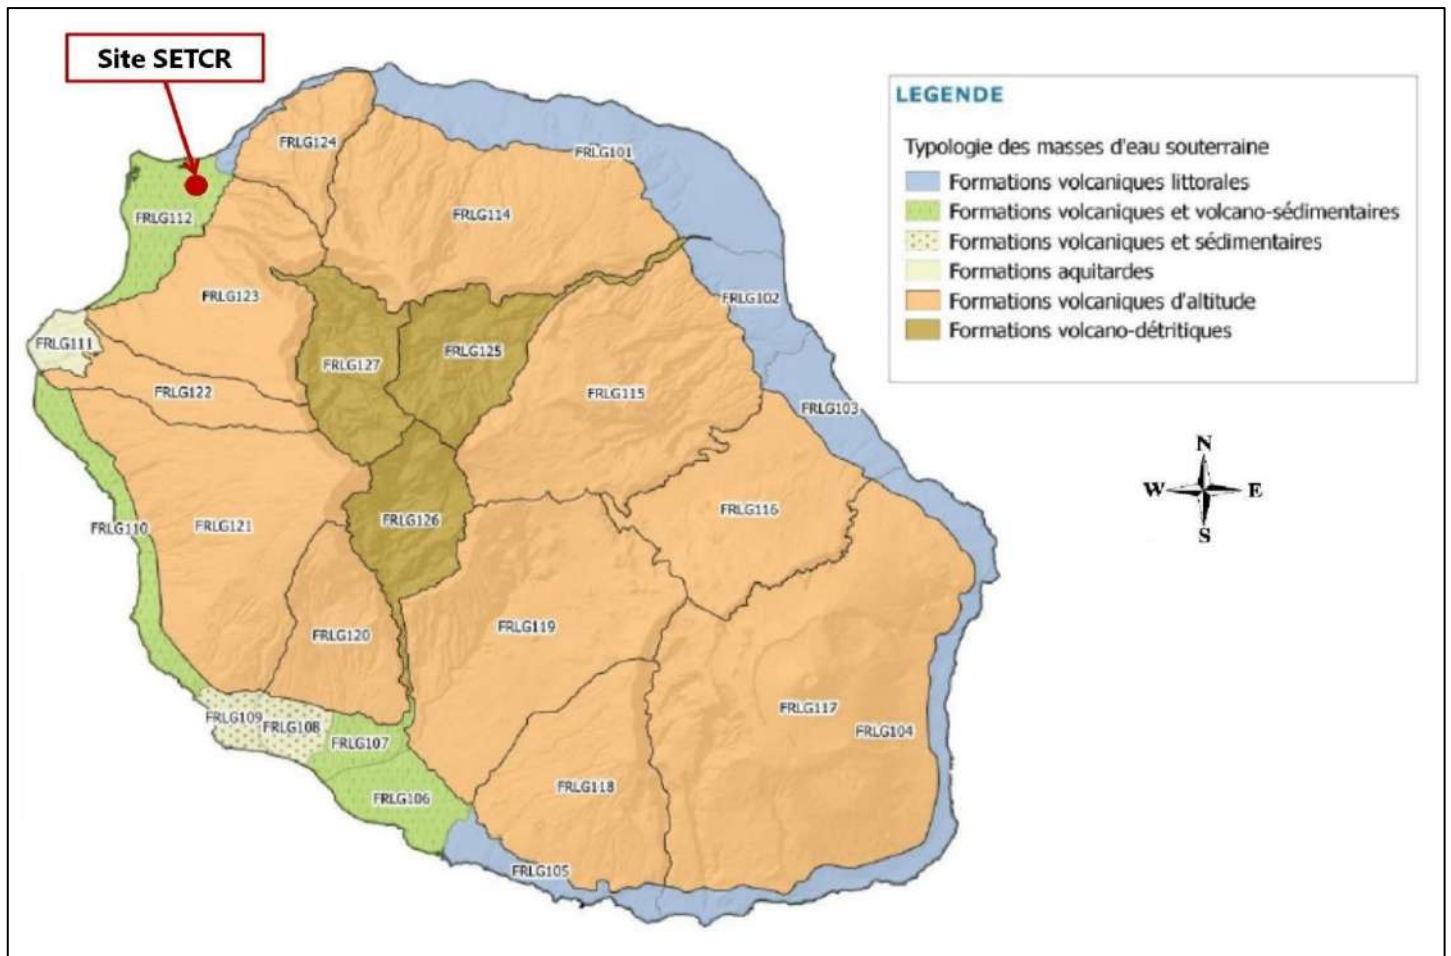 Site SETCR
LEGENDE
Typologie des masses d'eau souterraine
Formations volcaniques littorales
Formations volcaniques et volcano-sédimentaires
Formations volcaniques et sédimentaires
Formations aquitardes
Formations volcaniques d'altitude
Formations volcano-détritiques
FRLG124
FRLG101
FRLG112
FRLG114
FRLG123
FRLG102
FRLG111
FRLG127
FRLG125
FRLG122
FRLG115
FRLG103
N
W E
S
FRLG110
FRLG121
FRLG126
FRLG116
FRLG120
FRLG119
FRLG109
FRLG108
FRLG107
FRLG117
FRLG104
FRLG106
FRLG118
FRLG105